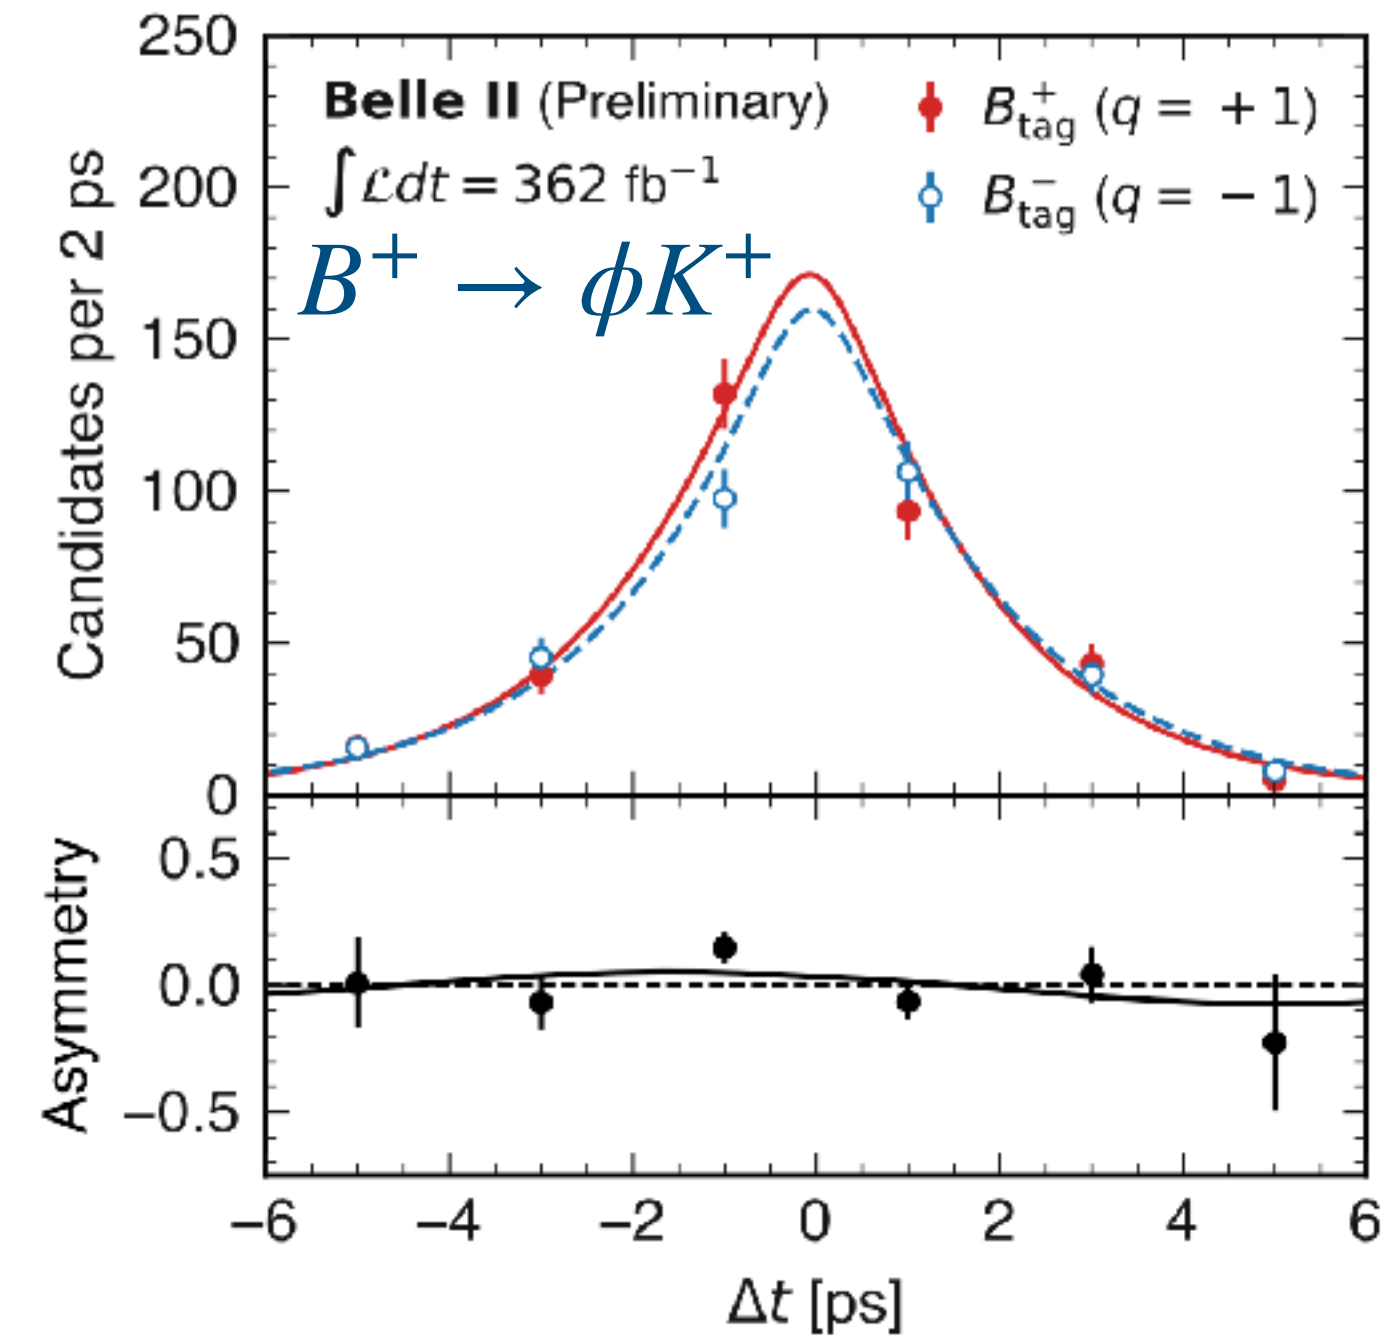 250
200
150
100
50
0
Candidates per 2 ps
Belle II (Preliminary)
∫ℒdt = 362 fb⁻¹
B⁺ → ϕK⁺
B⁺tag (q = +1)
B⁻tag (q = −1)
0.5
0.0
−0.5
Asymmetry
−6 −4 −2 0 2 4 6
Δt [ps]